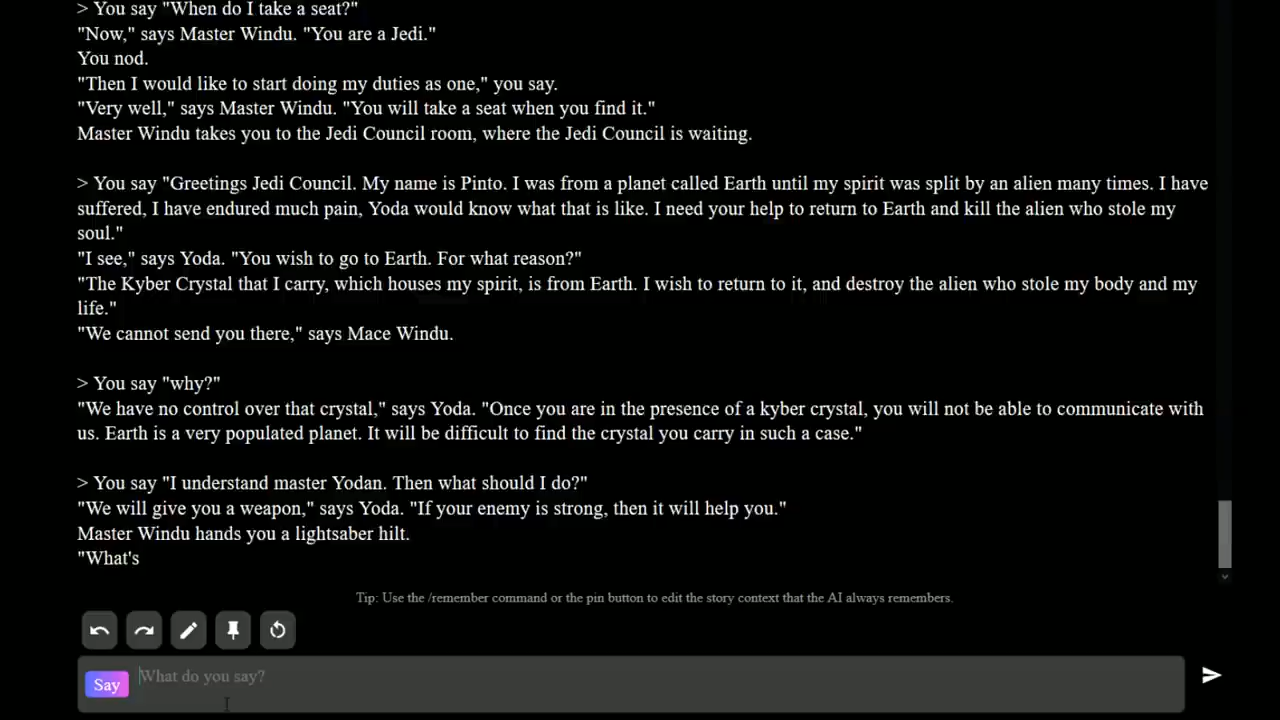 > You say "When do I take a seat?"
"Now," says Master Windu. "You are a Jedi."
You nod.
"Then I would like to start doing my duties as one," you say.
"Very well," says Master Windu. "You will take a seat when you find it."
Master Windu takes you to the Jedi Council room, where the Jedi Council is waiting.
> You say "Greetings Jedi Council. My name is Pinto. I was from a planet called Earth until my spirit was split by an alien many times. I have
suffered, I have endured much pain, Yoda would know what that is like. I need your help to return to Earth and kill the alien who stole my
soul."
"I see," says Yoda. "You wish to go to Earth. For what reason?"
"The Kyber Crystal that I carry, which houses my spirit, is from Earth. I wish to return to it, and destroy the alien who stole my body and my
life."
"We cannot send you there," says Mace Windu.
> You say "why?"
"We have no control over that crystal," says Yoda. "Once you are in the presence of a kyber crystal, you will not be able to communicate with
us. Earth is a very populated planet. It will be difficult to find the crystal you carry in such a case."
> You say "I understand master Yodan. Then what should I do?"
"We will give you a weapon," says Yoda. "If your enemy is strong, then it will help you."
Master Windu hands you a lightsaber hilt.
"What's
Tip: Use the /remember command or the pin button to edit the story context that the AI always remembers.
Say What do you say?